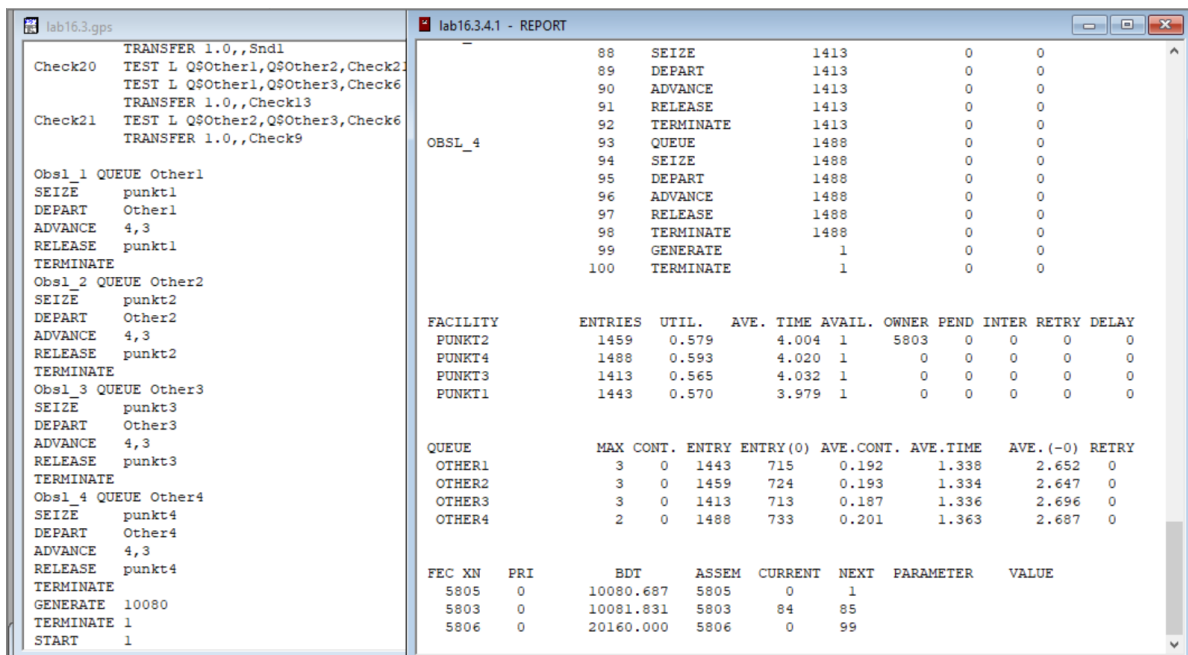 lab16.3.gps
TRANSFER 1.0,,Snd1
Check20 TEST L Q$Other1,Q$Other2,Check21
TEST L Q$Other1,Q$Other3,Check6
TRANSFER 1.0,,Check13
Check21 TEST L Q$Other2,Q$Other3,Check6
TRANSFER 1.0,,Check9
Obsl_1 QUEUE Other1
SEIZE punkt1
DEPART Other1
ADVANCE 4,3
RELEASE punkt1
TERMINATE
Obsl_2 QUEUE Other2
SEIZE punkt2
DEPART Other2
ADVANCE 4,3
RELEASE punkt2
TERMINATE
Obsl_3 QUEUE Other3
SEIZE punkt3
DEPART Other3
ADVANCE 4,3
RELEASE punkt3
TERMINATE
Obsl_4 QUEUE Other4
SEIZE punkt4
DEPART Other4
ADVANCE 4,3
RELEASE punkt4
TERMINATE
GENERATE 10080
TERMINATE 1
START 1
lab16.3.4.1 - REPORT
88 SEIZE 1413 0 0
89 DEPART 1413 0 0
90 ADVANCE 1413 0 0
91 RELEASE 1413 0 0
92 TERMINATE 1413 0 0
OBSL_4 93 QUEUE 1488 0 0
94 SEIZE 1488 0 0
95 DEPART 1488 0 0
96 ADVANCE 1488 0 0
97 RELEASE 1488 0 0
98 TERMINATE 1488 0 0
99 GENERATE 1 0 0
100 TERMINATE 1 0 0
FACILITY ENTRIES UTIL. AVE. TIME AVAIL. OWNER PEND INTER RETRY DELAY
PUNKT2 1459 0.579 4.004 1 5803 0 0 0 0
PUNKT4 1488 0.593 4.020 1 0 0 0 0 0
PUNKT3 1413 0.565 4.032 1 0 0 0 0 0
PUNKT1 1443 0.570 3.979 1 0 0 0 0 0
QUEUE MAX CONT. ENTRY ENTRY(0) AVE.CONT. AVE.TIME AVE.(-0) RETRY
OTHER1 3 0 1443 715 0.192 1.338 2.652 0
OTHER2 3 0 1459 724 0.193 1.334 2.647 0
OTHER3 3 0 1413 713 0.187 1.336 2.696 0
OTHER4 2 0 1488 733 0.201 1.363 2.687 0
FEC XN PRI BDT ASSEM CURRENT NEXT PARAMETER VALUE
5805 0 10080.687 5805 0 1
5803 0 10081.831 5803 84 85
5806 0 20160.000 5806 0 99